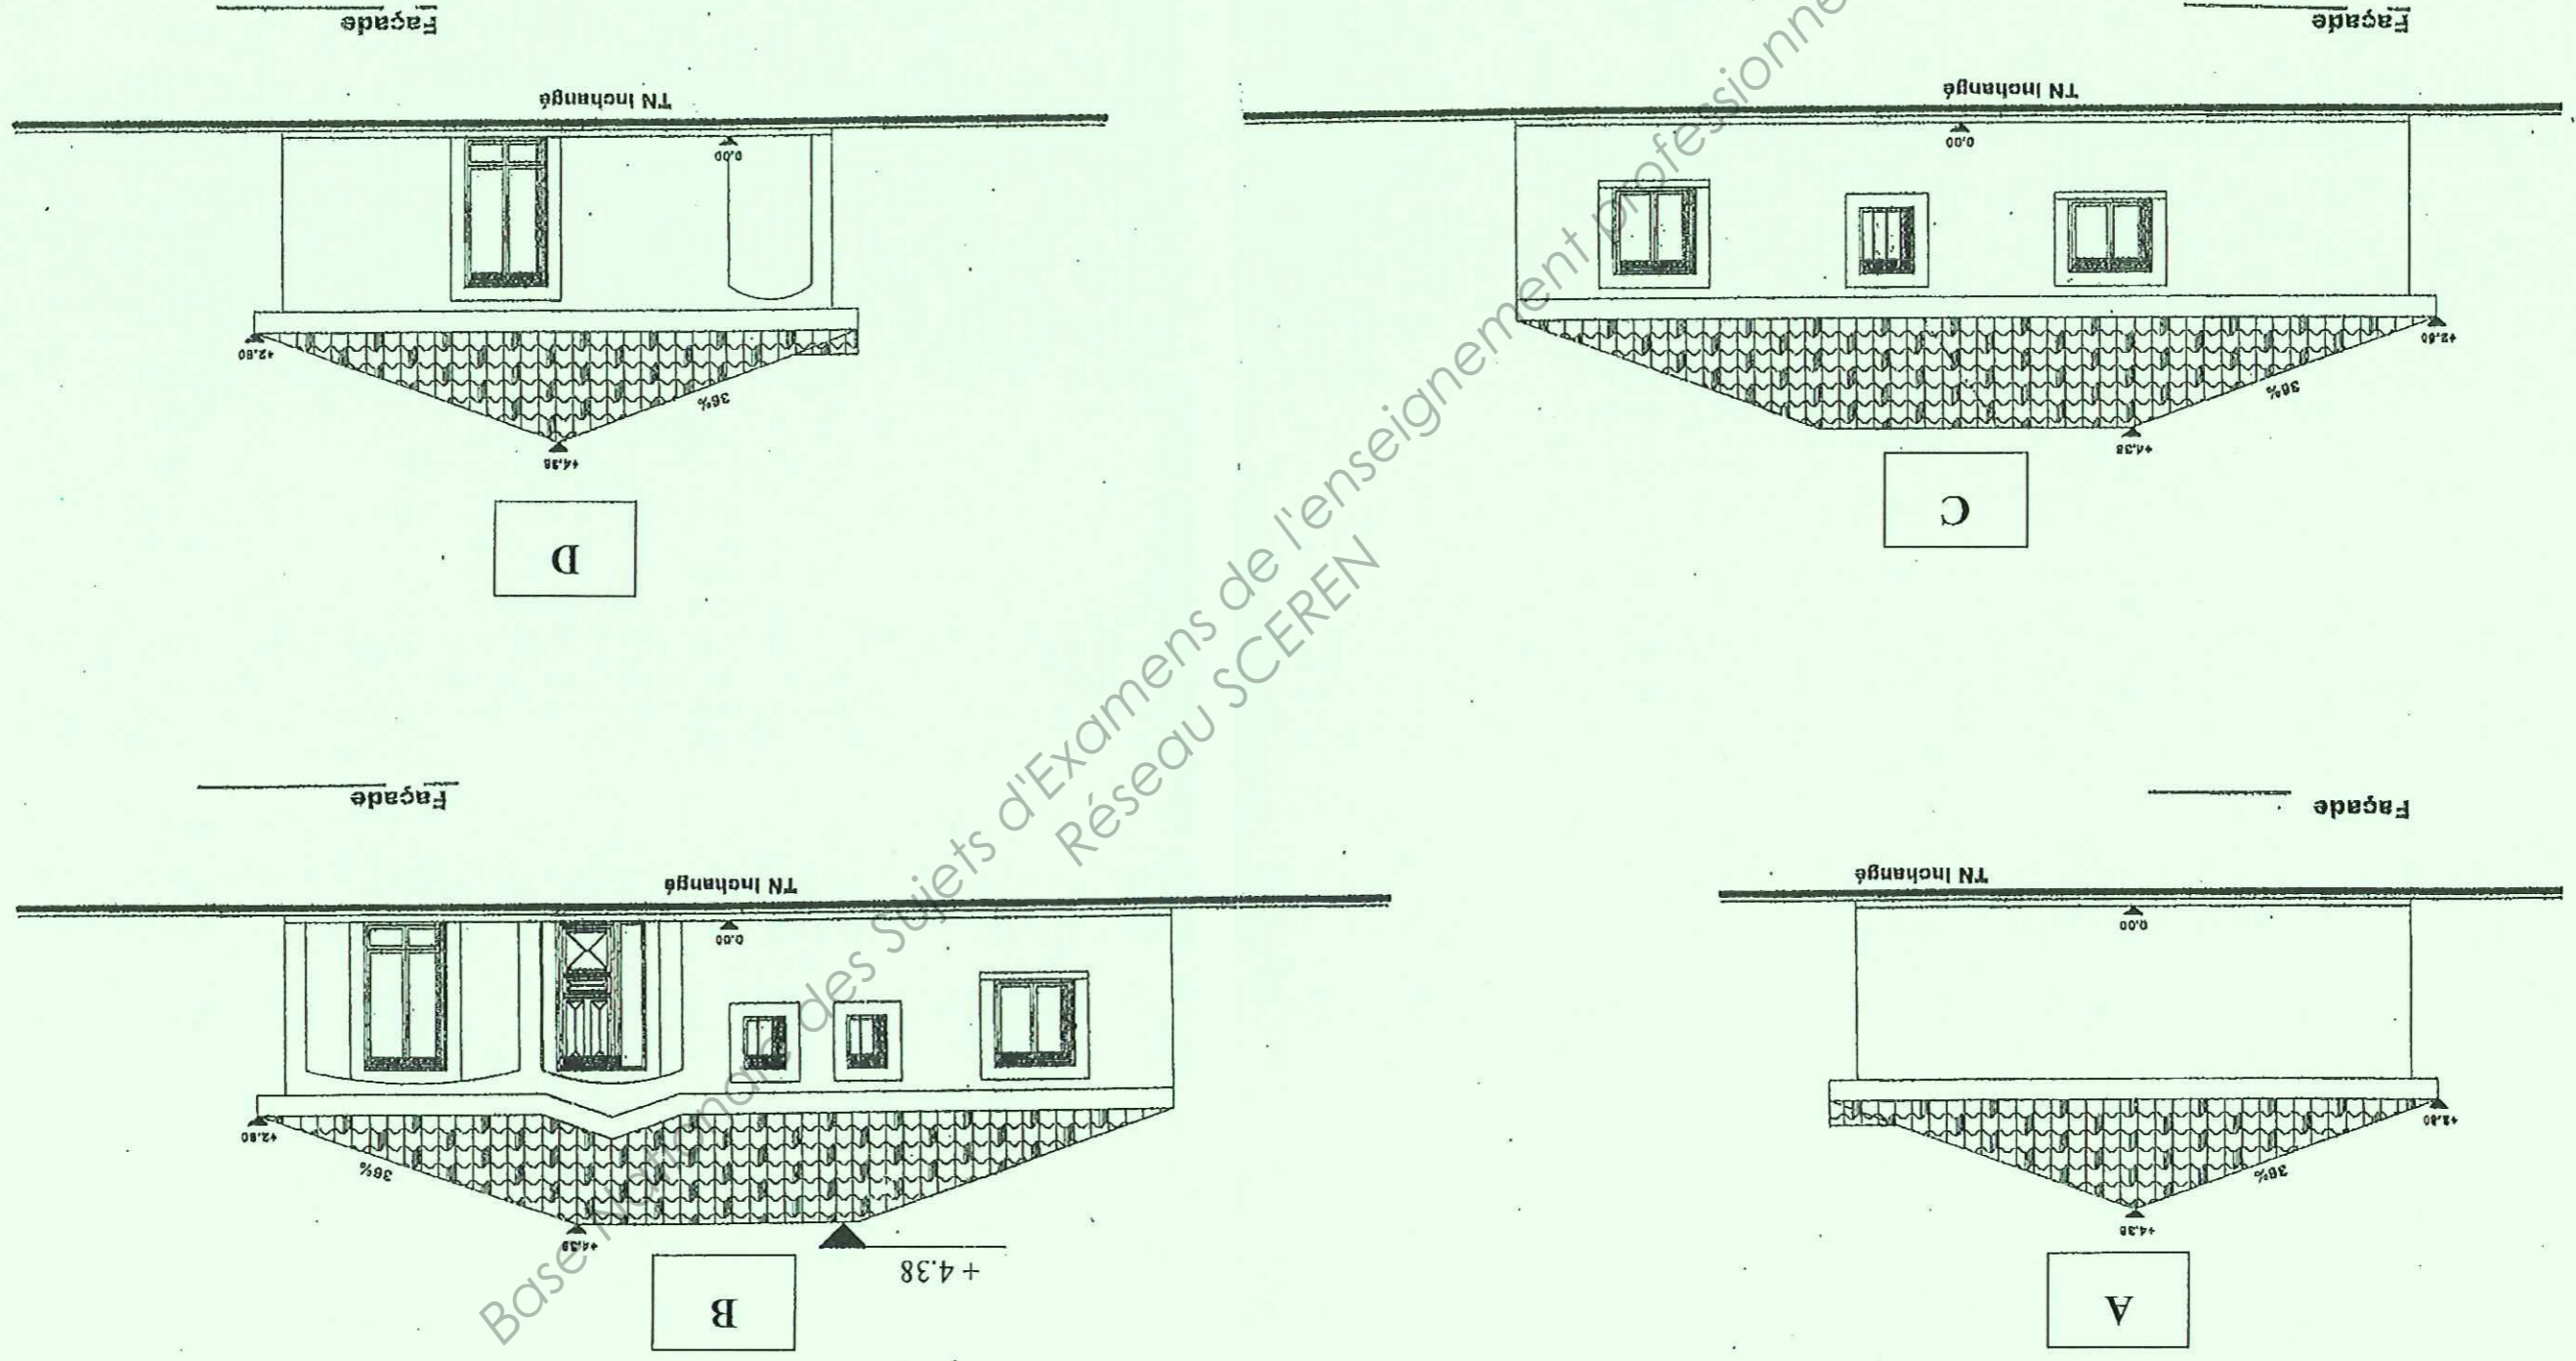 A
+4.38
36%
+2.80
0.00
TN Inchangé
Façade
B
+ 4.38
+4.38
36%
+2.80
0.00
TN Inchangé
Façade
C
+4.38
36%
+2.80
0.00
TN Inchangé
Façade
D
+4.38
36%
+2.80
0.00
TN Inchangé
Façade
Base Nationale des Sujets d'Examens de l'enseignement professionne
Réseau SCEREN